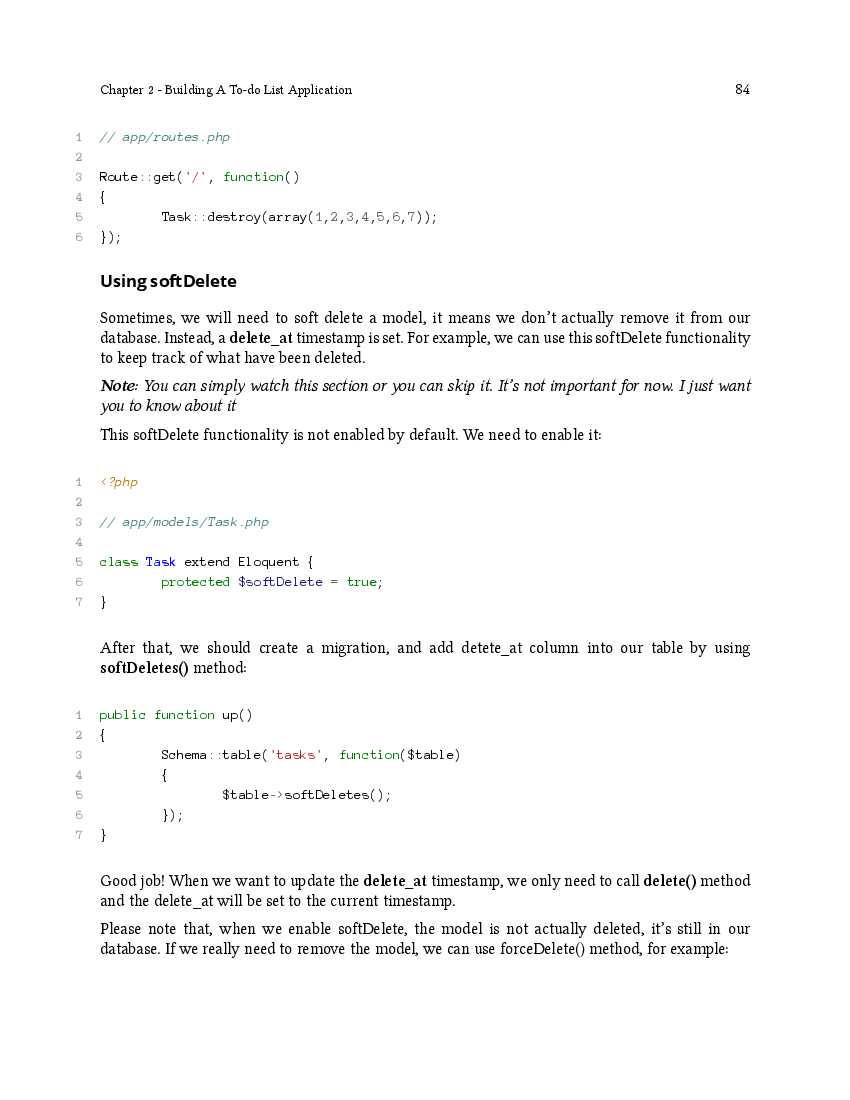 Chapter 2 - Building A To-do List Application 84
1 // app/routes.php
2
3 Route::get('/', function()
4 {
5 Task::destroy(array(1,2,3,4,5,6,7));
6 });
Using softDelete
Sometimes, we will need to soft delete a model, it means we don't actually remove it from our
database. Instead, a delete_at timestamp is set. For example, we can use this softDelete functionality
to keep track of what have been deleted.
Note: You can simply watch this section or you can skip it. It's not important for now. I just want
you to know about it
This softDelete functionality is not enabled by default. We need to enable it:
1 <?php
2
3 // app/models/Task.php
4
5 class Task extend Eloquent {
6 protected $softDelete = true;
7 }
After that, we should create a migration, and add detete_at column into our table by using
softDeletes() method:
1 public function up()
2 {
3 Schema::table('tasks', function($table)
4 {
5 $table->softDeletes();
6 });
7 }
Good job! When we want to update the delete_at timestamp, we only need to call delete() method
and the delete_at will be set to the current timestamp.
Please note that, when we enable softDelete, the model is not actually deleted, it's still in our
database. If we really need to remove the model, we can use forceDelete() method, for example: